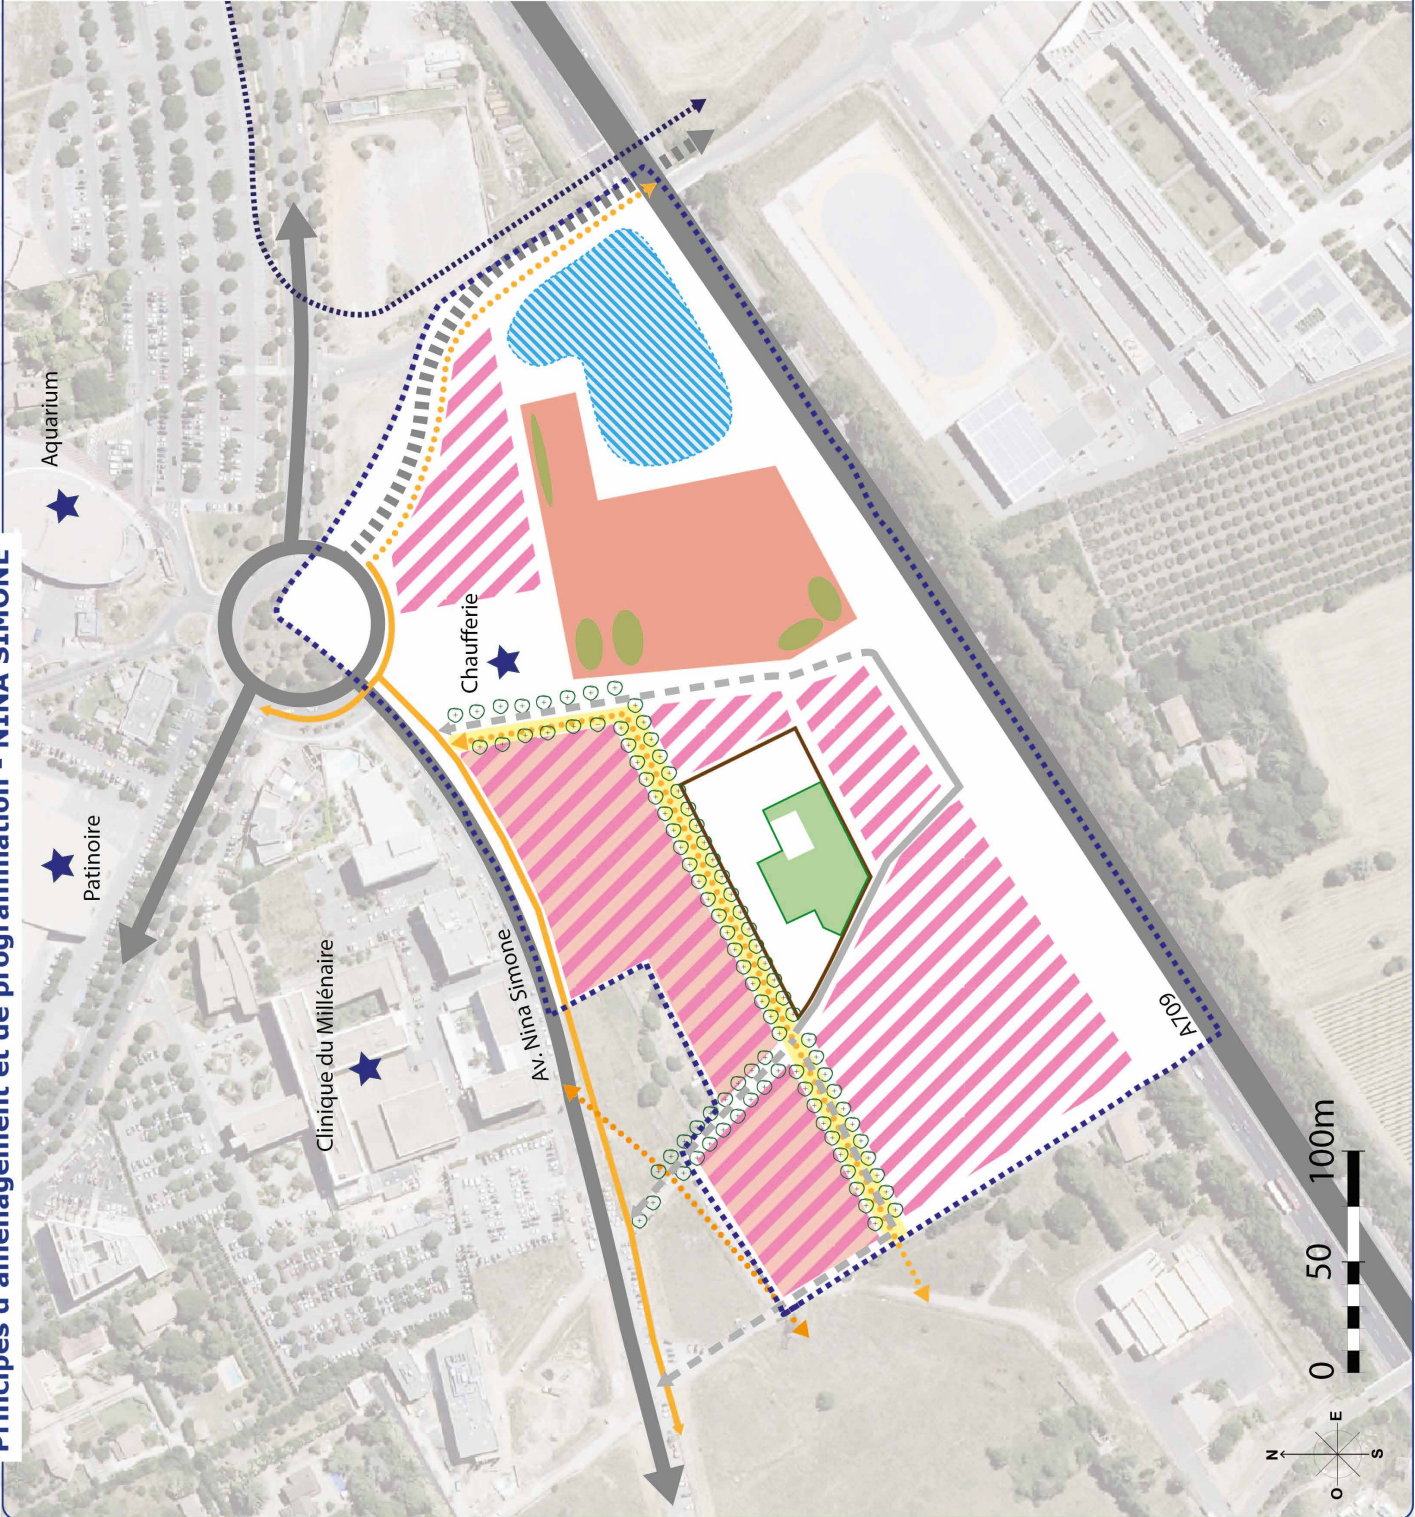 Principes d'aménagement et de programmation - NINA SIMONE
Aquarium
Patinoire
Chaufferie
Clinique du Millénaire
Av. Nina Simone
A709
0 50 100m
N
O E
S